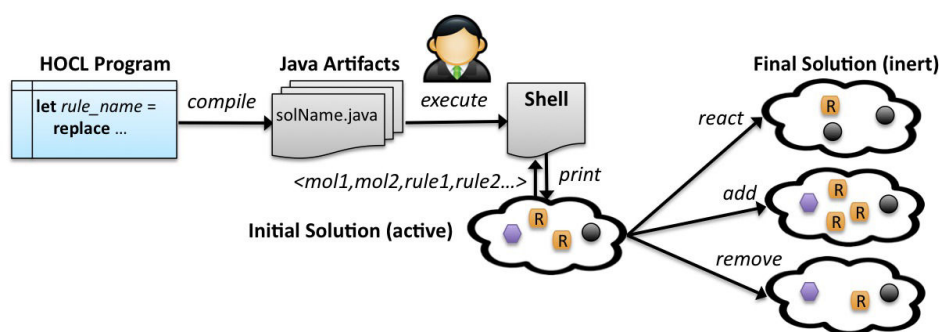 HOCL Program
let rule_name =
replace ...
compile
Java Artifacts
solName.java
execute
Shell
<mol1,mol2,rule1,rule2...>
print
Initial Solution (active)
R
R
Final Solution (inert)
react
R
add
R
R
R
remove
R